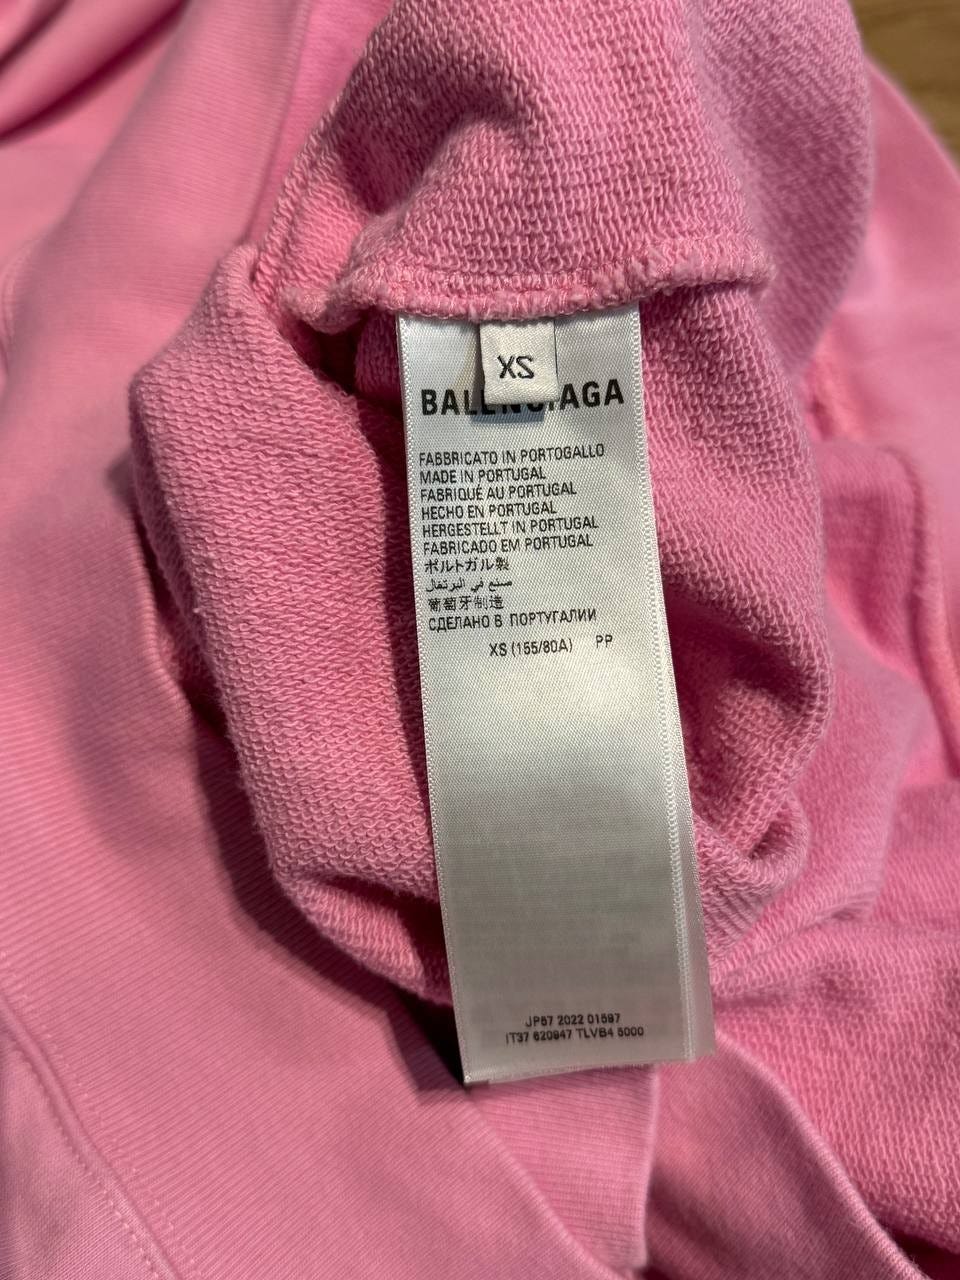 XS
BALENCIAGA
FABBRICATO IN PORTOGALLO
MADE IN PORTUGAL
FABRIQUÉ AU PORTUGAL
HECHO EN PORTUGAL
HERGESTELLT IN PORTUGAL
FABRICADO EM PORTUGAL
ポルトガル製
صنع في البرتغال
葡萄牙制造
СДЕЛАНО В ПОРТУГАЛИИ
XS (155/80A) PP
JP57 2022 01597
IT37 620947 TLVB4 5000